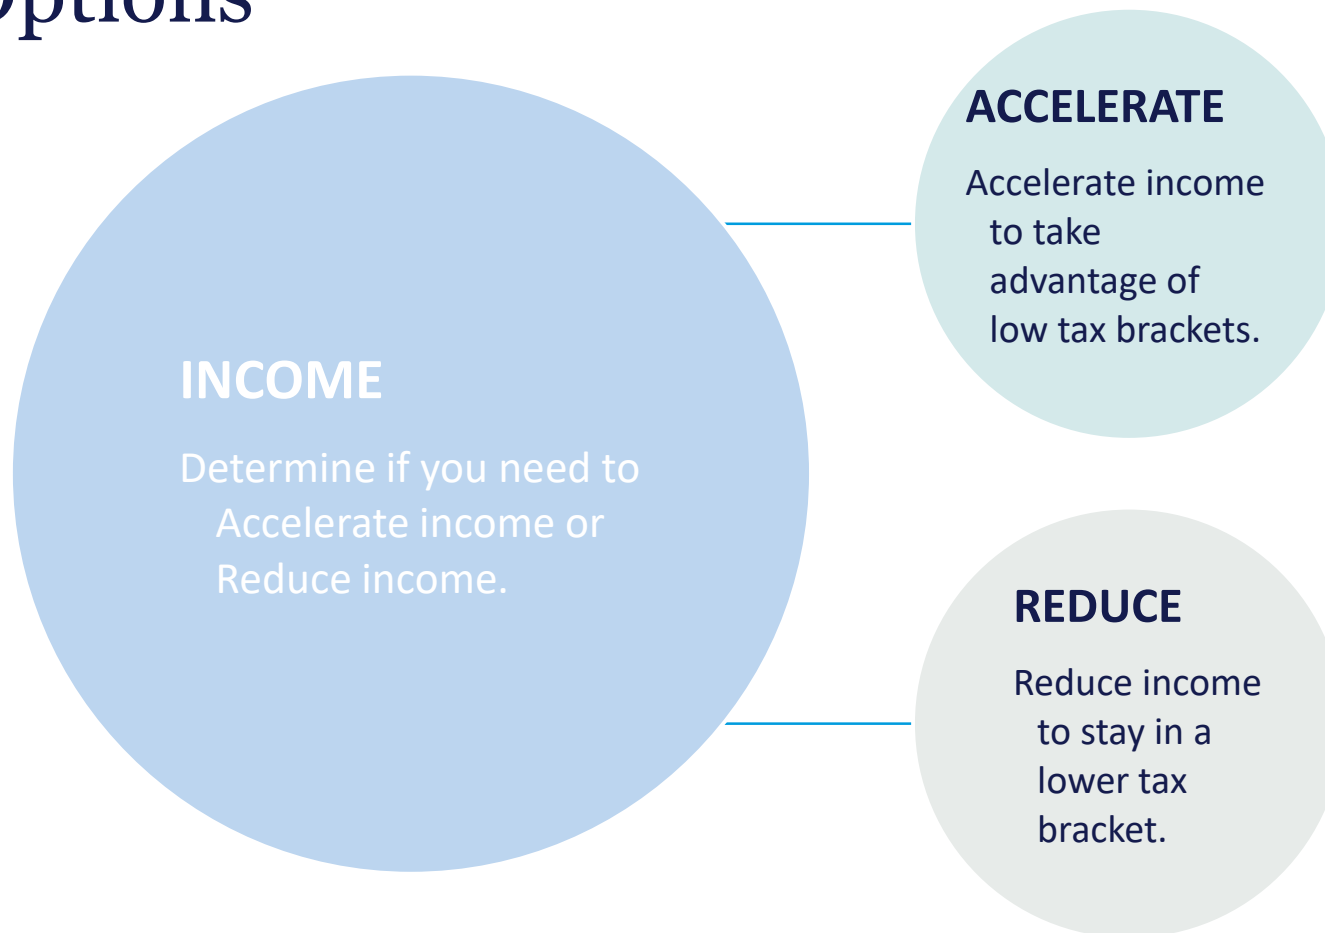 Options
INCOME
Determine if you need to
Accelerate income or
Reduce income.
ACCELERATE
Accelerate income
to take
advantage of
low tax brackets.
REDUCE
Reduce income
to stay in a
lower tax
bracket.